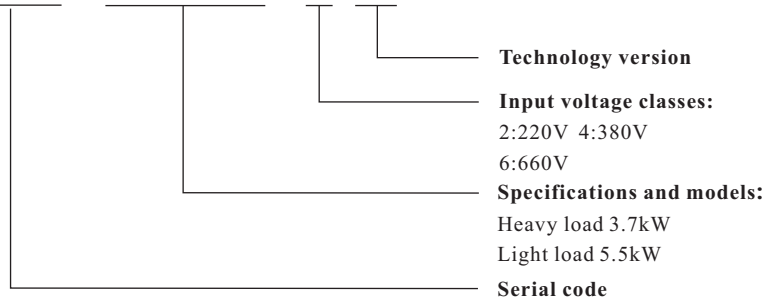 Technology version
Input voltage classes:
2:220V 4:380V
6:660V
Specifications and models:
Heavy load 3.7kW
Light load 5.5kW
Serial code